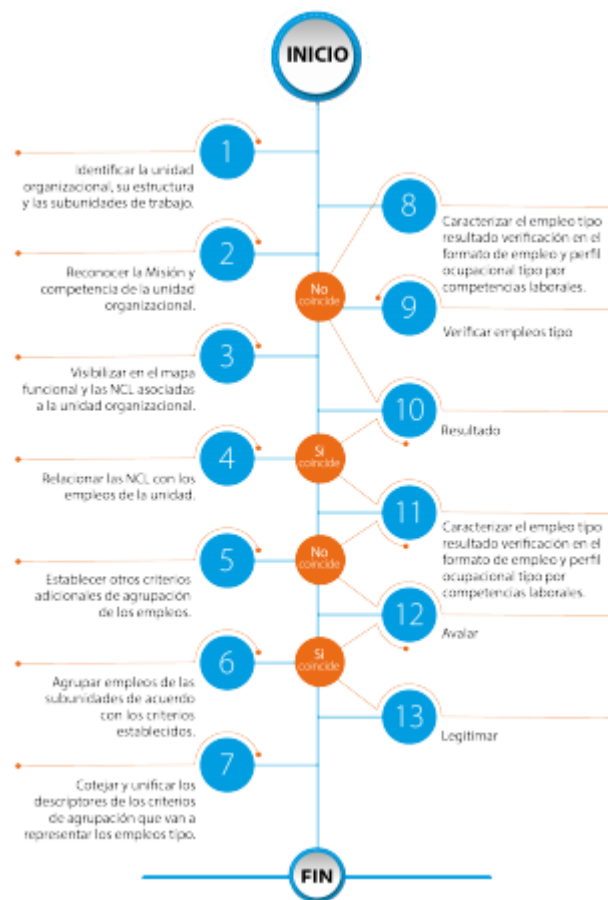 INICIO
1
Identificar la unidad
organizacional, su estructura
y las subunidades de trabajo.
2
Reconocer la Misión y
competencia de la unidad
organizacional.
3
Visibilizar en el mapa
funcional y las NCL asociadas
a la unidad organizacional.
4
Relacionar las NCL con los
empleos de la unidad.
5
Establecer otros criterios
adicionales de agrupación
de los empleos.
6
Agrupar empleos de las
subunidades de acuerdo
con los criterios
establecidos.
7
Cotejar y unificar los
descriptores de los criterios
de agrupación que van a
representar los empleos tipo.
8
Caracterizar el empleo tipo
resultado verificación en el
formato de empleo y perfil
ocupacional tipo por
competencias laborales.
No
coincide
9
Verificar empleos tipo
10
Resultado
Si
coincide
11
Caracterizar el empleo tipo
resultado verificación en el
formato de empleo y perfil
ocupacional tipo por
competencias laborales.
No
coincide
12
Avalar
Si
coincide
13
Legitimar
FIN